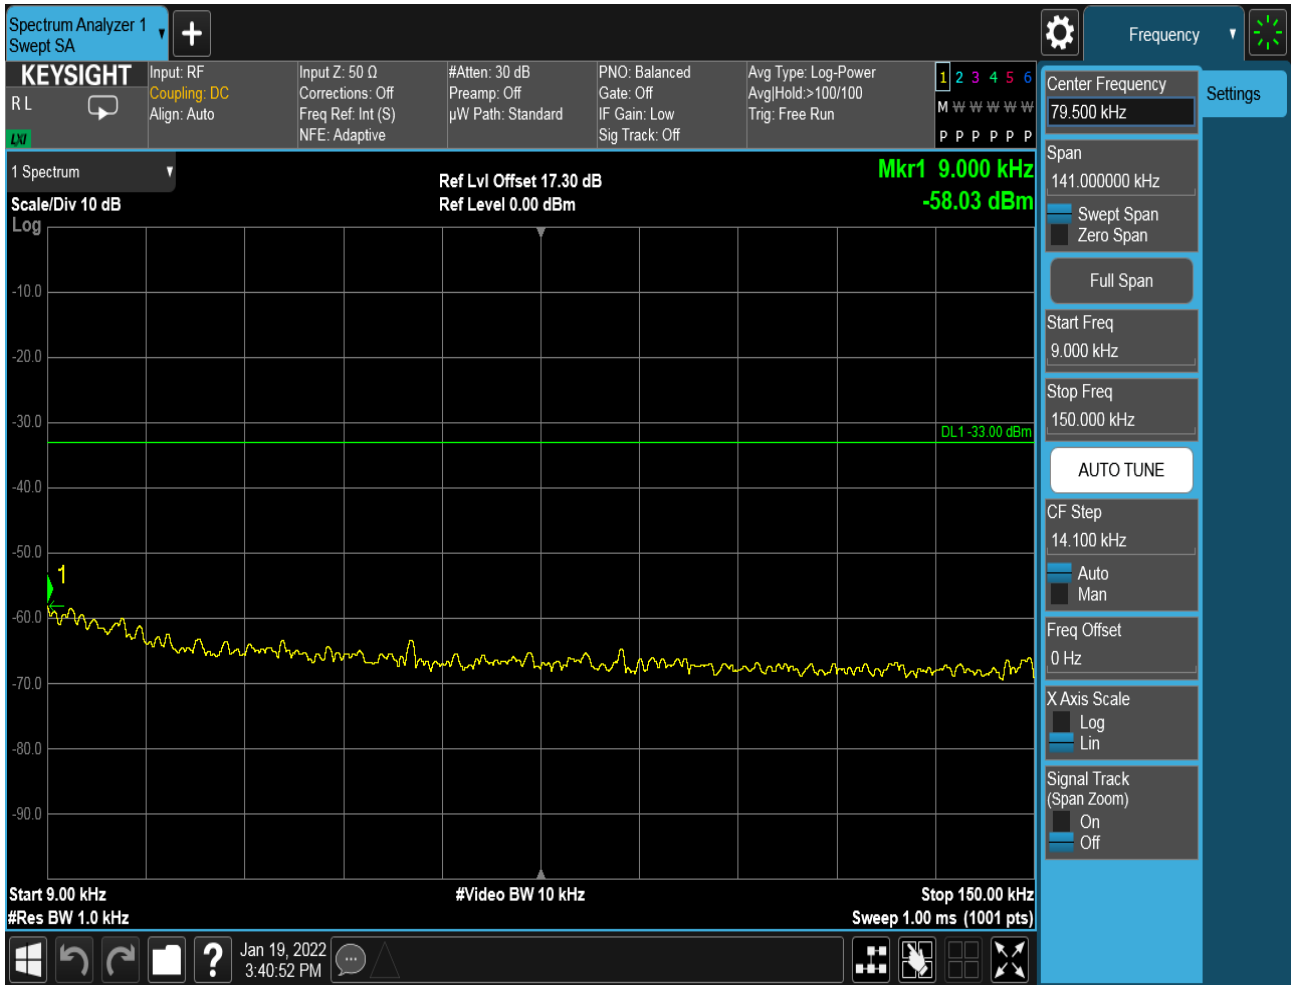 Spectrum Analyzer 1
Swept SA
+
Frequency
KEYSIGHT
R L
LXI
Input: RF
Coupling: DC
Align: Auto
Input Z: 50 Ω
Corrections: Off
Freq Ref: Int (S)
NFE: Adaptive
#Atten: 30 dB
Preamp: Off
µW Path: Standard
PNO: Balanced
Gate: Off
IF Gain: Low
Sig Track: Off
Avg Type: Log-Power
Avg|Hold:>100/100
Trig: Free Run
1 2 3 4 5 6
M W W W W W
P P P P P P
Center Frequency
79.500 kHz
Settings
1 Spectrum
Scale/Div 10 dB
Log
Ref Lvl Offset 17.30 dB
Ref Level 0.00 dBm
Mkr1 9.000 kHz
-58.03 dBm
Span
141.000000 kHz
Swept Span
Zero Span
Full Span
Start Freq
9.000 kHz
Stop Freq
150.000 kHz
AUTO TUNE
CF Step
14.100 kHz
Auto
Man
Freq Offset
0 Hz
X Axis Scale
Log
Lin
Signal Track
(Span Zoom)
On
Off
-10.0
-20.0
-30.0
DL1 -33.00 dBm
-40.0
-50.0
1
-60.0
-70.0
-80.0
-90.0
Start 9.00 kHz
#Video BW 10 kHz
Stop 150.00 kHz
#Res BW 1.0 kHz
Sweep 1.00 ms (1001 pts)
?
Jan 19, 2022
3:40:52 PM